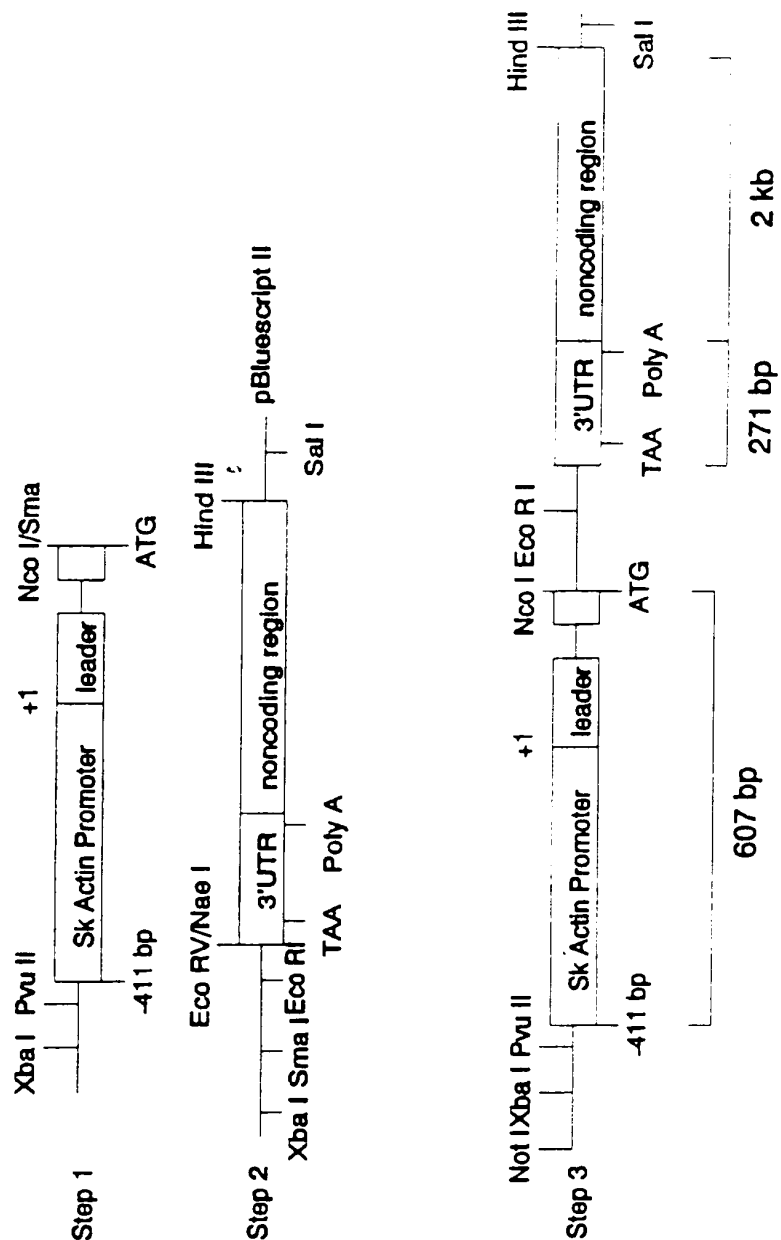 Step 1
Xba I Pvu II
+1
Nco I/Sma
Sk Actin Promoter
leader
-411 bp
ATG
Step 2
Eco RV/Nae I
Hind III
3'UTR
noncoding region
pBluescript II
Xba I Sma I Eco RI
TAA Poly A
Sal I
Step 3
Not I Xba I Pvu II
+1
Nco I Eco R I
Hind III
Sk Actin Promoter
leader
3'UTR
noncoding region
-411 bp
ATG
TAA Poly A
Sal I
607 bp
271 bp
2 kb